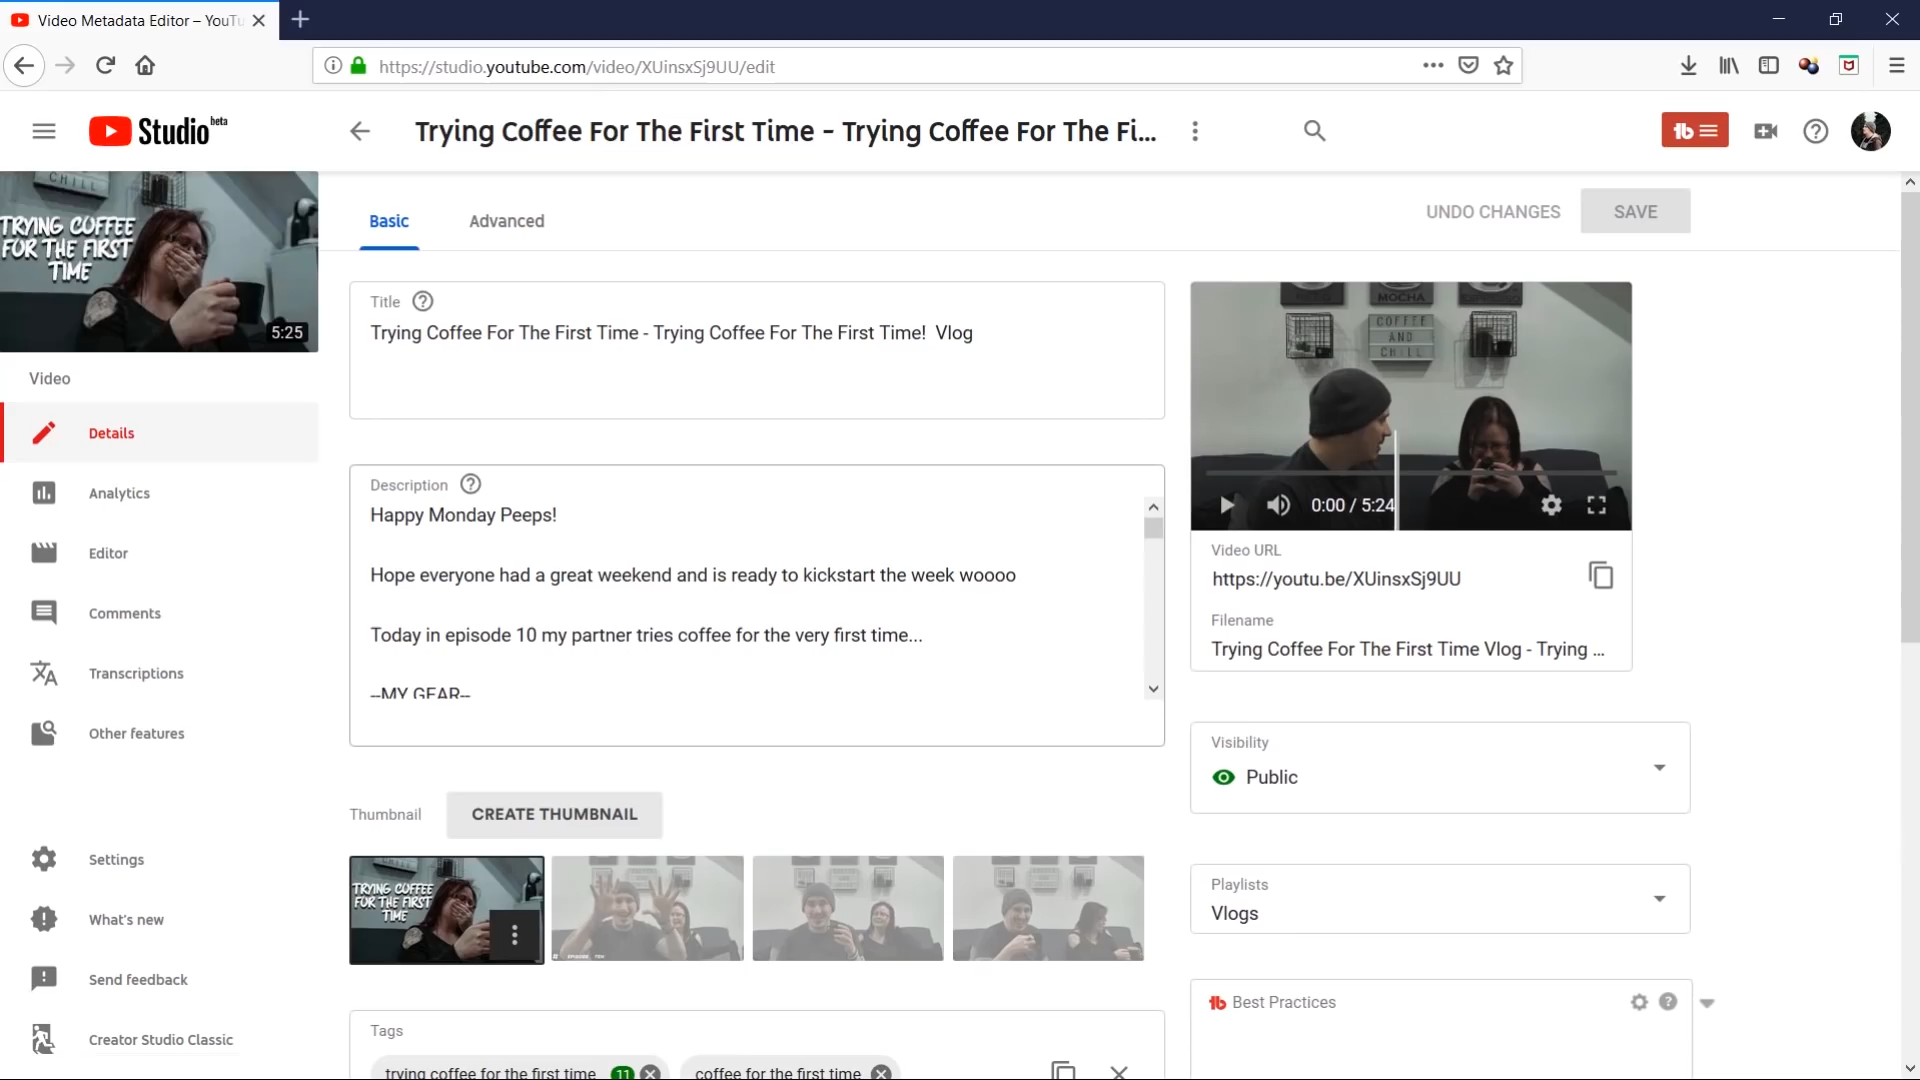 Video Metadata Editor – YouTu
https://studio.youtube.com/video/XUinsxSj9UU/edit
Studio beta
Trying Coffee For The First Time - Trying Coffee For The Fi...
CHILL
TRYING COFFEE
FOR THE FIRST
TIME
5:25
Video
Details
Analytics
Editor
Comments
Transcriptions
Other features
Settings
What's new
Send feedback
Creator Studio Classic
Basic
Advanced
UNDO CHANGES
SAVE
Title
Trying Coffee For The First Time - Trying Coffee For The First Time!  Vlog
Description
Happy Monday Peeps!
Hope everyone had a great weekend and is ready to kickstart the week woooo
Today in episode 10 my partner tries coffee for the very first time...
--MY GEAR--
Thumbnail
CREATE THUMBNAIL
TRYING COFFEE
FOR THE FIRST
TIME
Tags
trying coffee for the first time 11
coffee for the first time
MOCHA
COFFEE
AND
CHILL
0:00 / 5:24
Video URL
https://youtu.be/XUinsxSj9UU
Filename
Trying Coffee For The First Time Vlog - Trying ...
Visibility
Public
Playlists
Vlogs
tb Best Practices